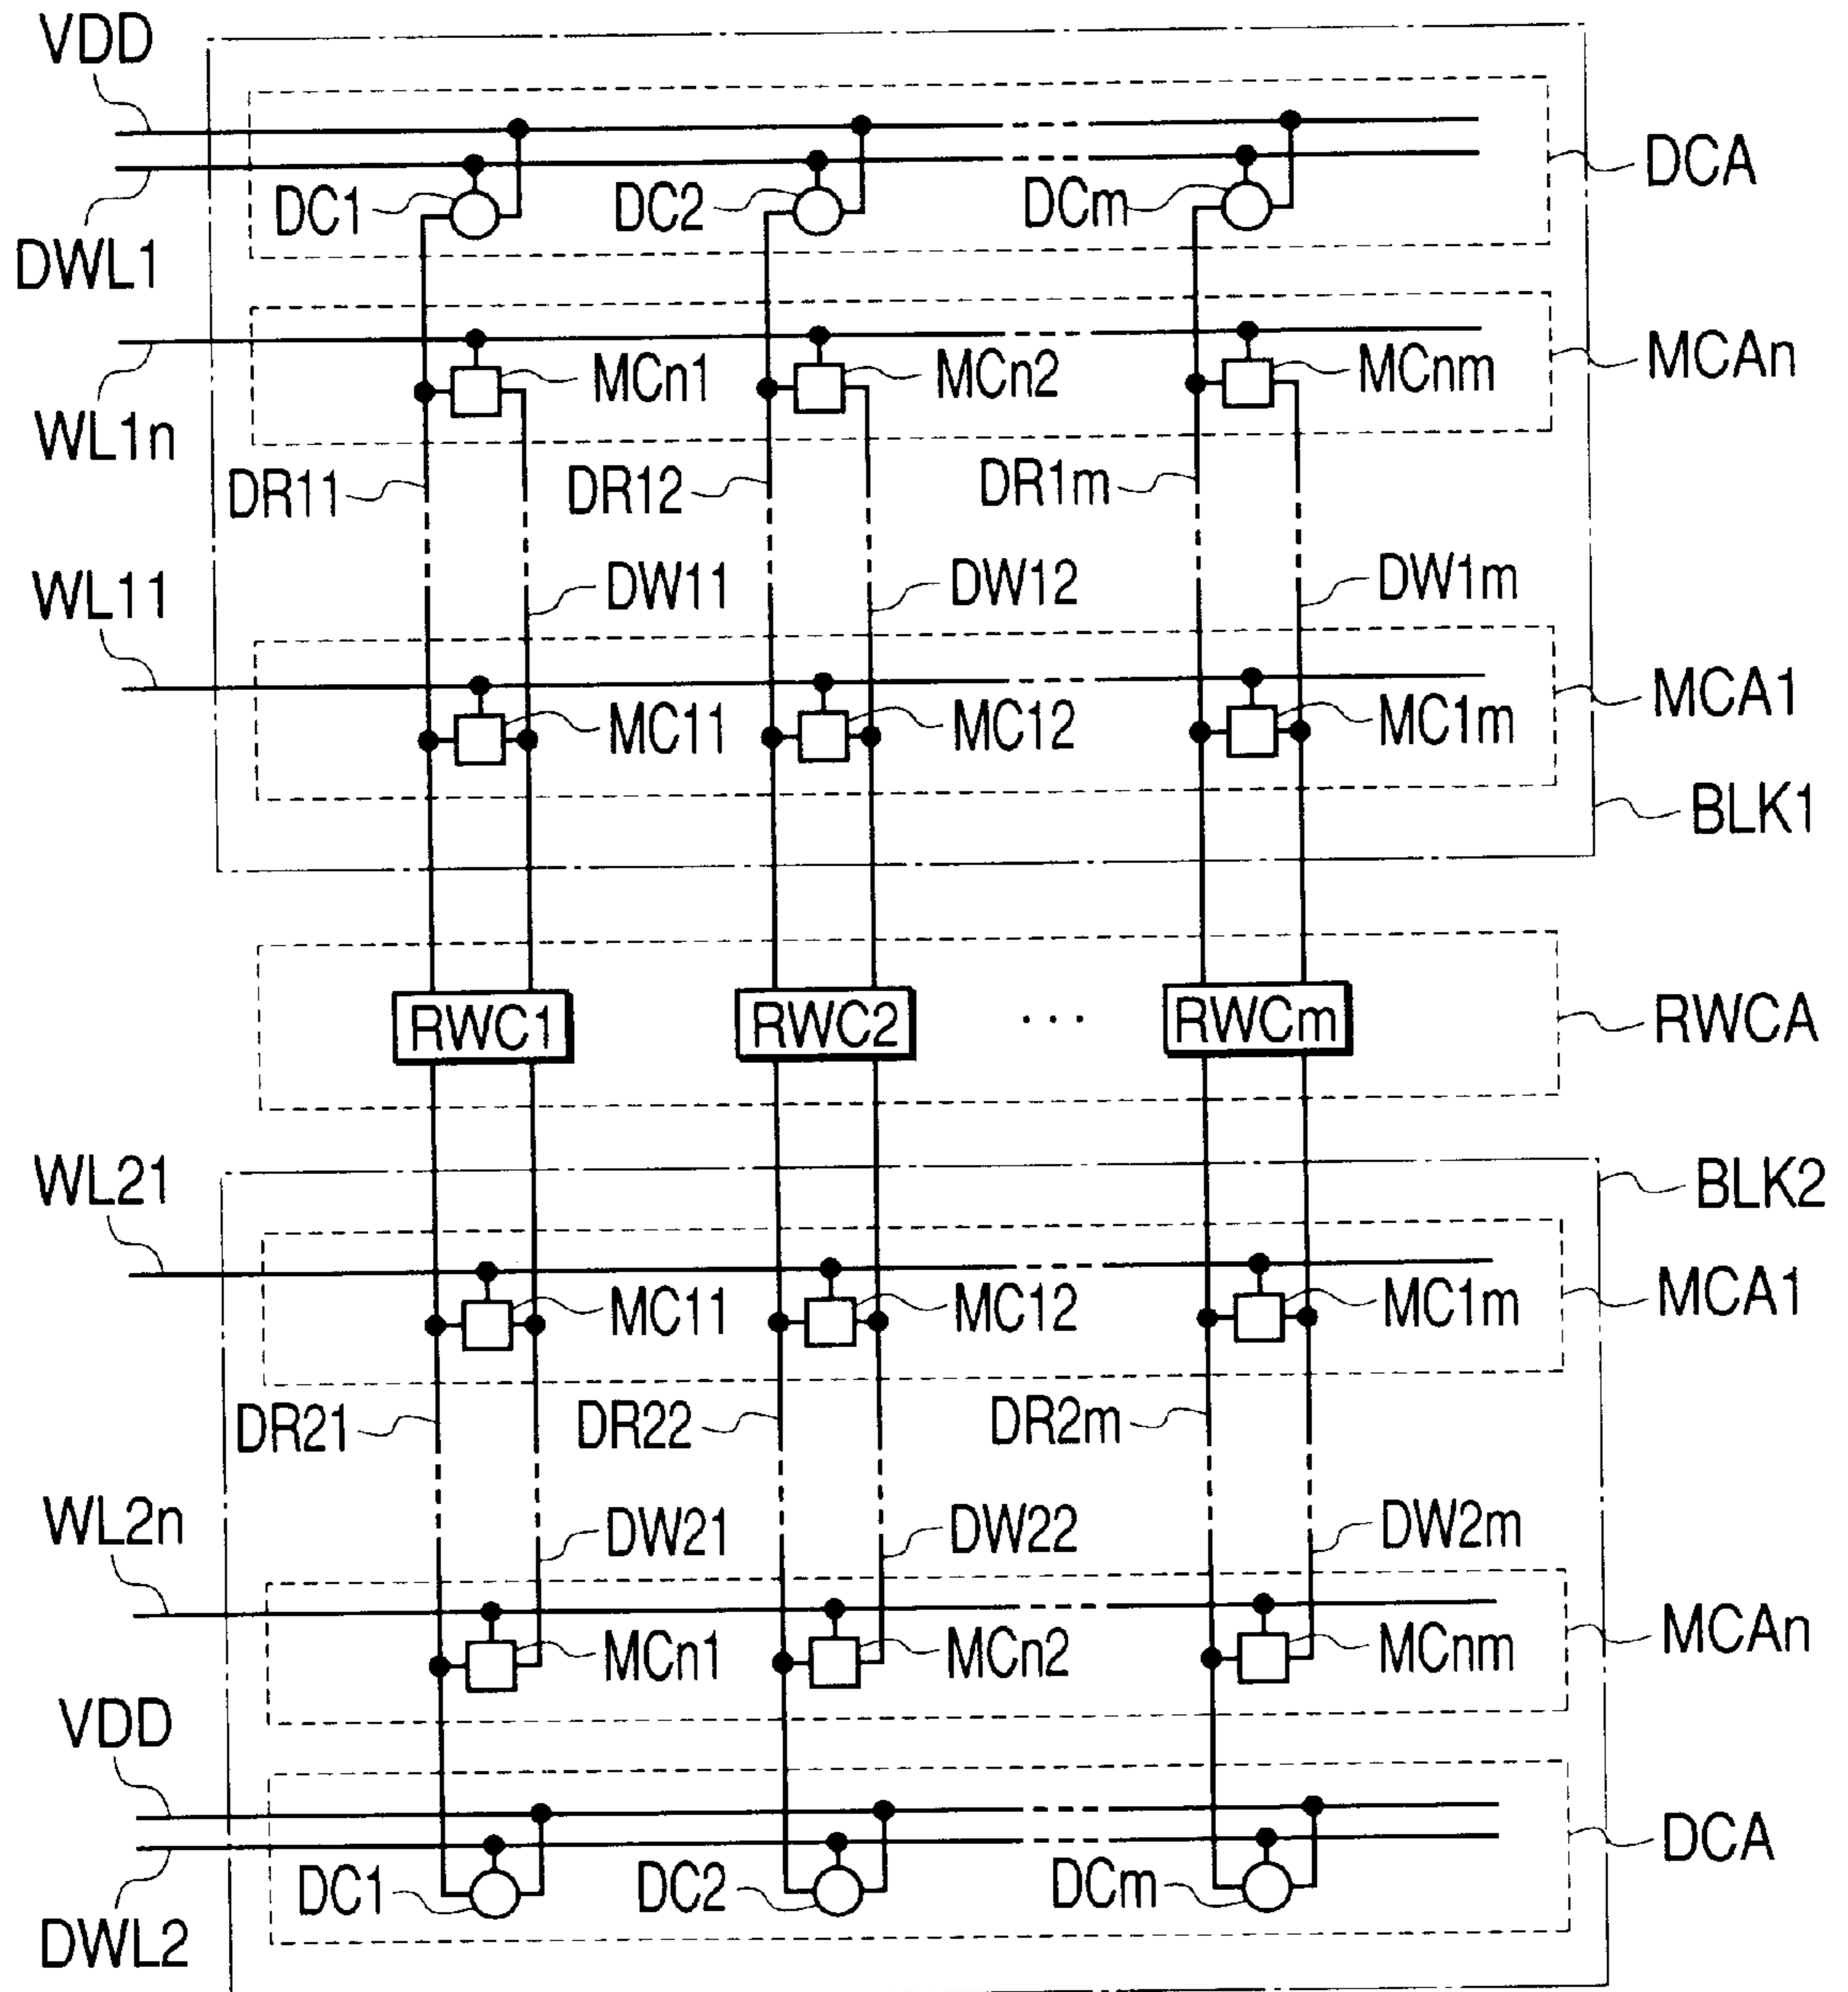 VDD
DCA
DC1 DC2 DCm
DWL1
MCn1 MCn2 MCnm MCAn
WL1n
DR11 DR12 DR1m
WL11 DW11 DW12 DW1m
MCA1
MC11 MC12 MC1m
BLK1
RWC1 RWC2 ... RWCm RWCA
WL21 BLK2
MC11 MC12 MC1m MCA1
DR21 DR22 DR2m
WL2n DW21 DW22 DW2m
MCn1 MCn2 MCnm MCAn
VDD
DCA
DC1 DC2 DCm
DWL2